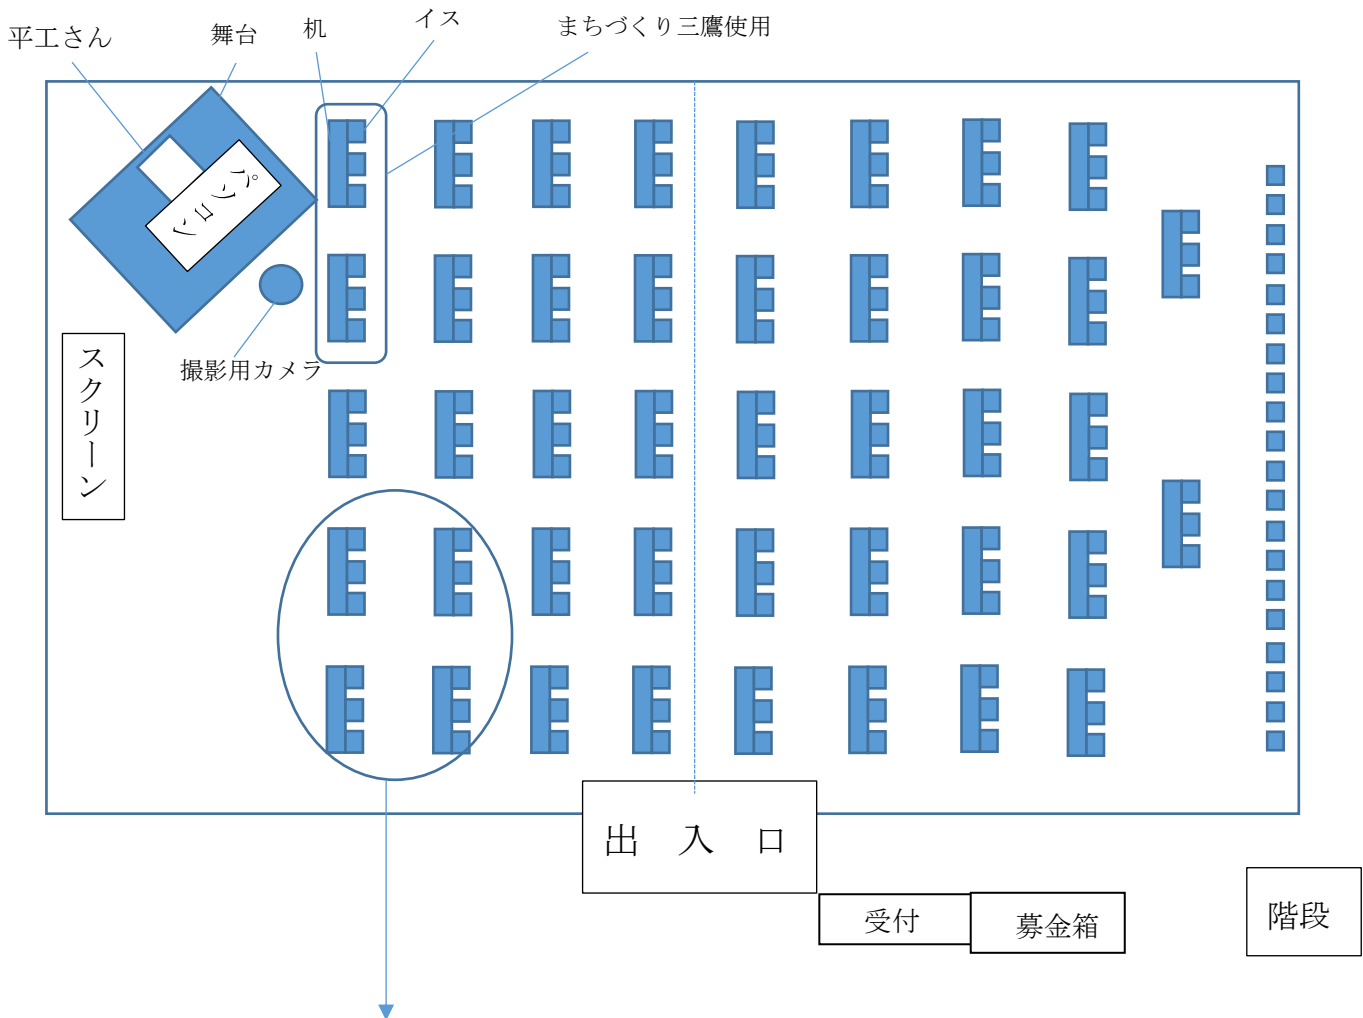 平工さん
舞台
机
イス
まちづくり三鷹使用
パソコン
撮影用カメラ
スクリーン
出 入 口
受付
募金箱
階段